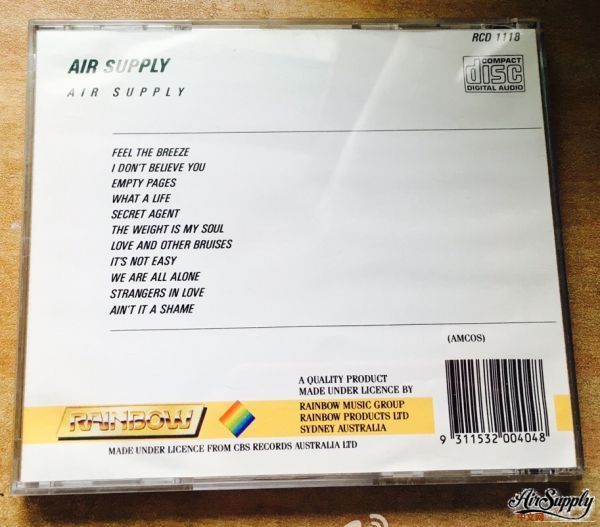 RCD 1118
AIR SUPPLY
AIR SUPPLY
COMPACT
disc
DIGITAL AUDIO
FEEL THE BREEZE
I DON'T BELIEVE YOU
EMPTY PAGES
WHAT A LIFE
SECRET AGENT
THE WEIGHT IS MY SOUL
LOVE AND OTHER BRUISES
IT'S NOT EASY
WE ARE ALL ALONE
STRANGERS IN LOVE
AIN'T IT A SHAME
(AMCOS)
A QUALITY PRODUCT
MADE UNDER LICENCE BY
RAINBOW
RAINBOW MUSIC GROUP
RAINBOW PRODUCTS LTD
SYDNEY AUSTRALIA
9 311532 004048
MADE UNDER LICENCE FROM CBS RECORDS AUSTRALIA LTD
AirSupply
中文网